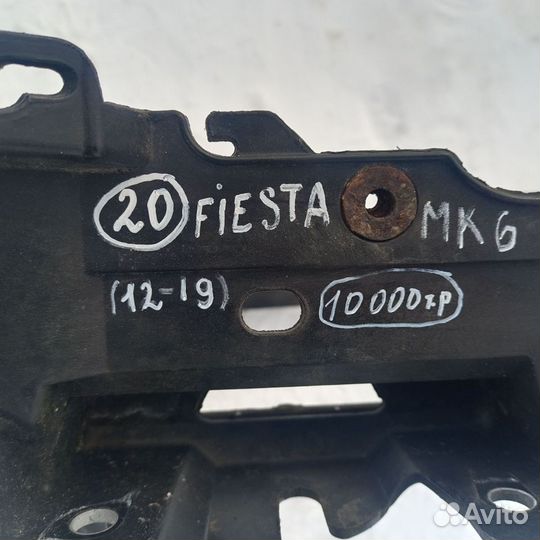 20 FiESTA MK6
(12-19) 10000 т.р
Avito